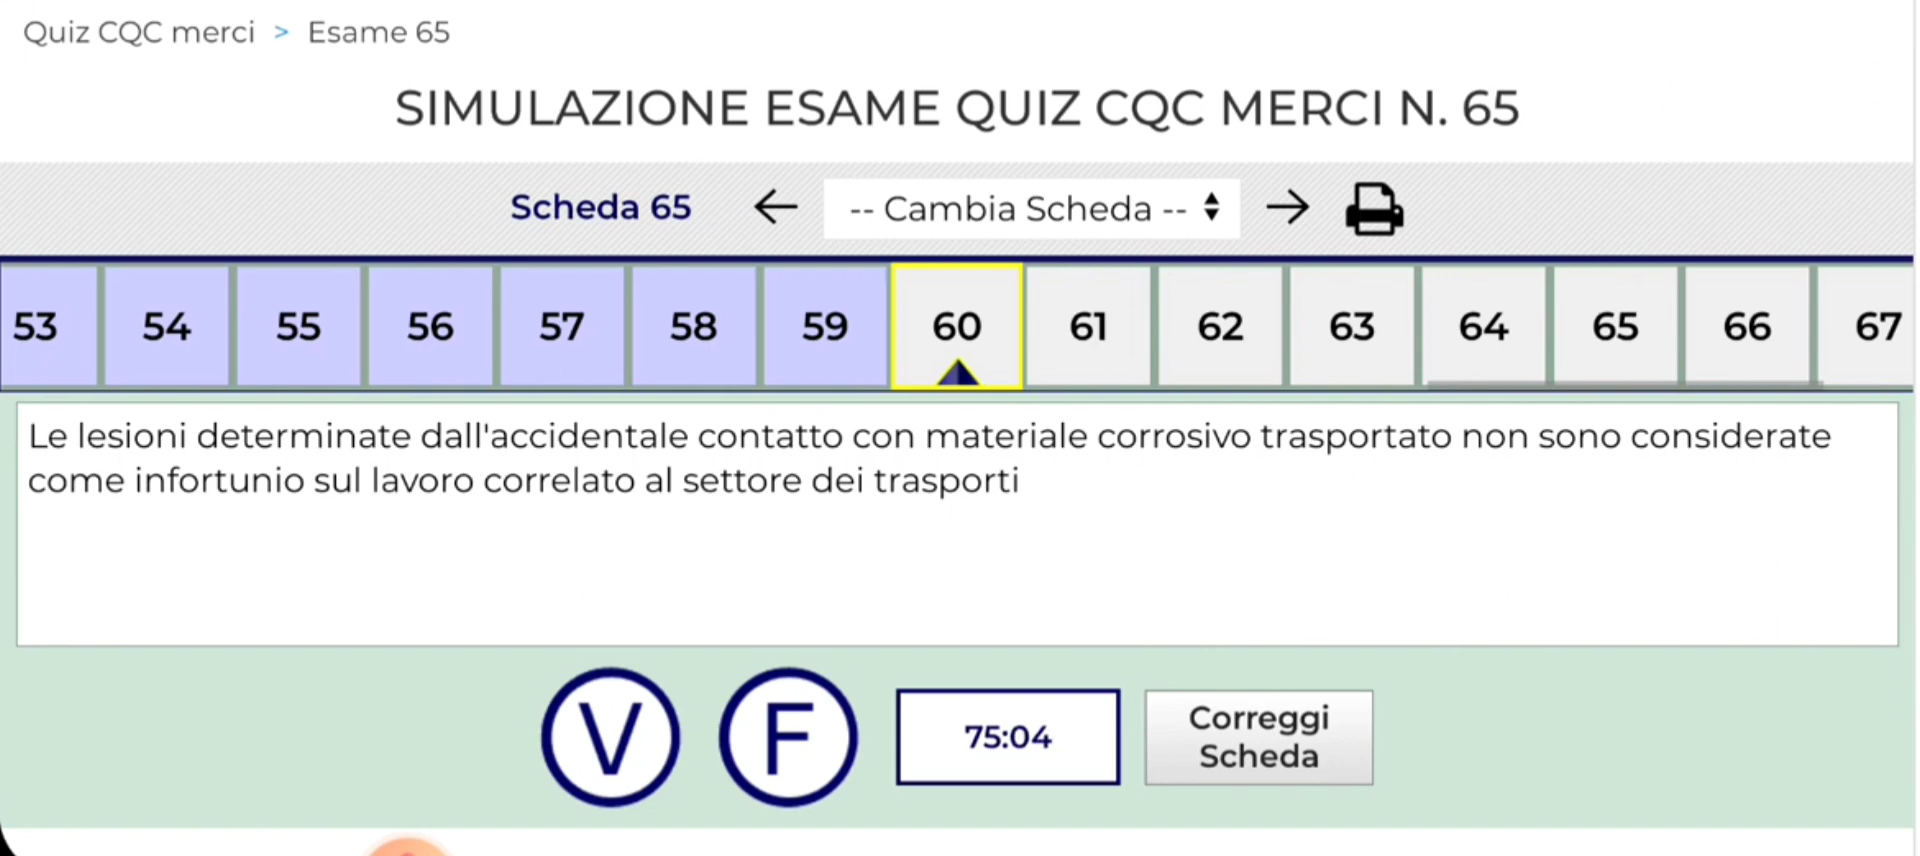 Quiz CQC merci > Esame 65
SIMULAZIONE ESAME QUIZ CQC MERCI N. 65
Scheda 65 ← -- Cambia Scheda -- →
53 54 55 56 57 58 59 60 61 62 63 64 65 66 67
Le lesioni determinate dall'accidentale contatto con materiale corrosivo trasportato non sono considerate
come infortunio sul lavoro correlato al settore dei trasporti
V F 75:04 Correggi
Scheda